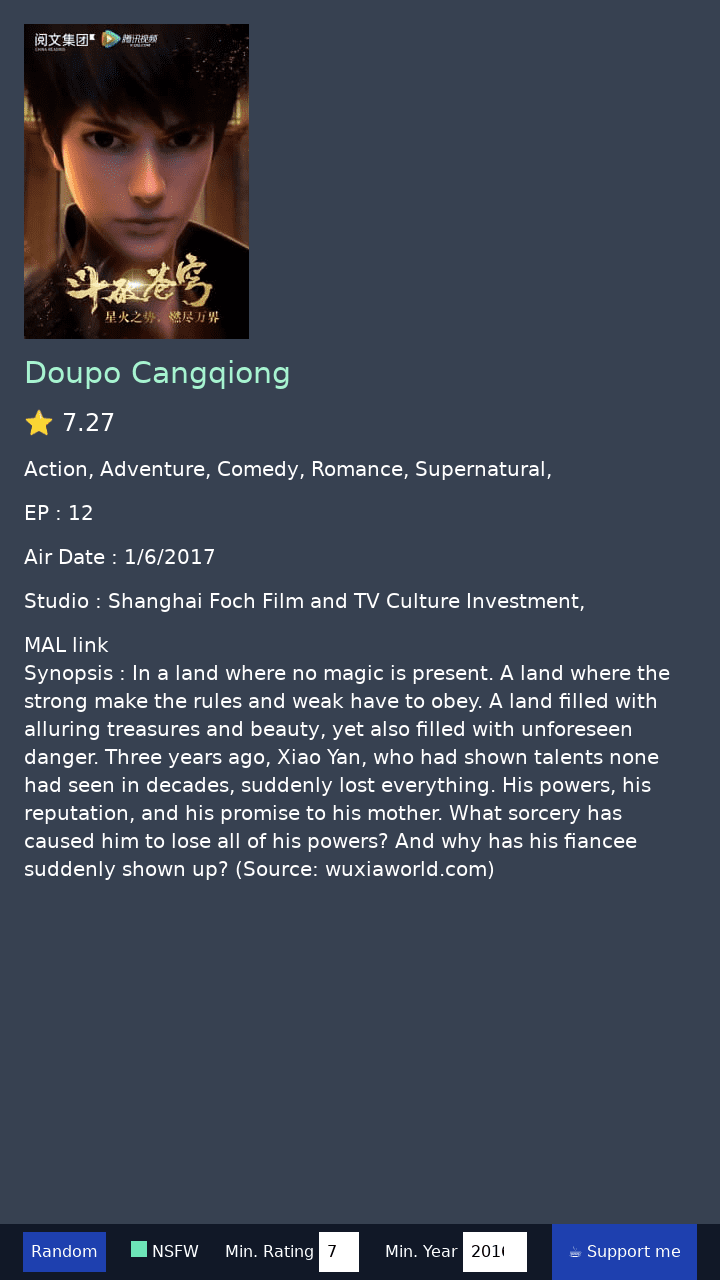 阅文集团 腾讯视频
CHINA READING
斗破苍穹
星火之势，燃尽万界
Doupo Cangqiong
⭐ 7.27
Action, Adventure, Comedy, Romance, Supernatural,
EP : 12
Air Date : 1/6/2017
Studio : Shanghai Foch Film and TV Culture Investment,
MAL link
Synopsis : In a land where no magic is present. A land where the
strong make the rules and weak have to obey. A land filled with
alluring treasures and beauty, yet also filled with unforeseen
danger. Three years ago, Xiao Yan, who had shown talents none
had seen in decades, suddenly lost everything. His powers, his
reputation, and his promise to his mother. What sorcery has
caused him to lose all of his powers? And why has his fiancee
suddenly shown up? (Source: wuxiaworld.com)
Random NSFW Min. Rating 7 Min. Year 2016 ☕ Support me